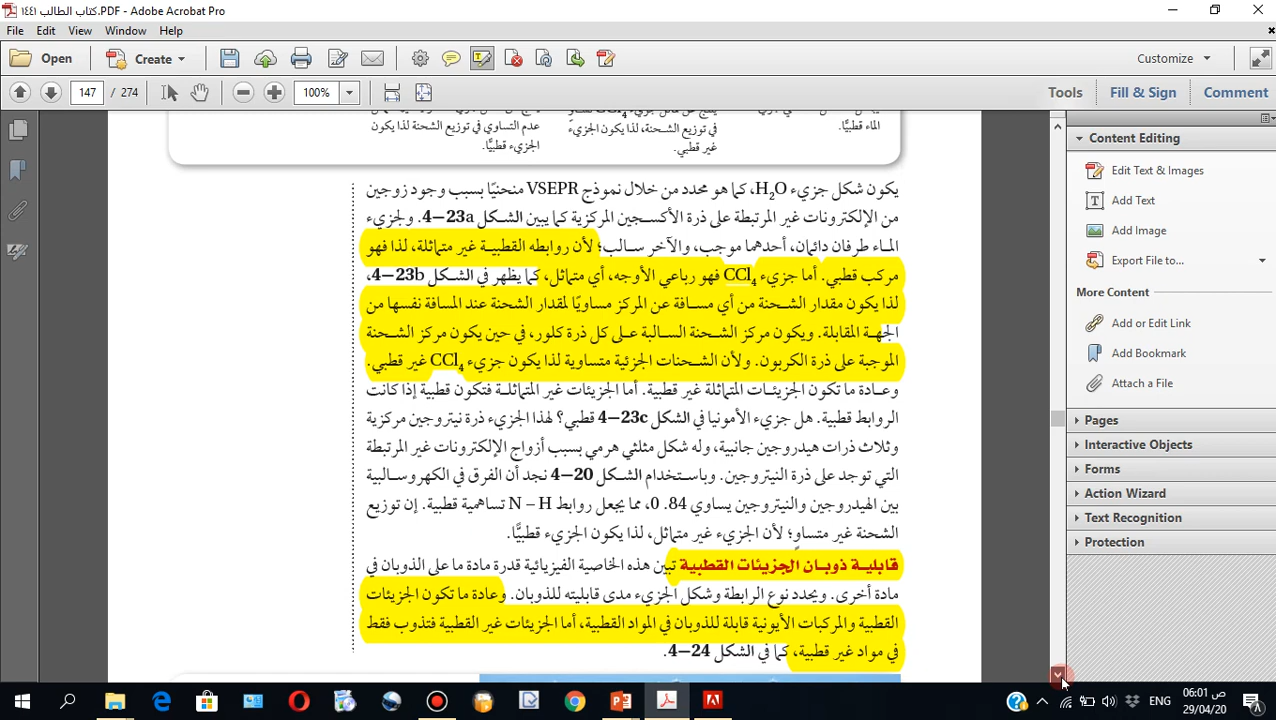 كتاب الطالب ١٤٤١.PDF - Adobe Acrobat Pro
File Edit View Window Help
Open Create Customize
147 / 274 100% Tools Fill & Sign Comment
الماء قطبيًّا.
في توزيع الشحنة، لذا يكون الجزيء
غير قطبي.
عدم التساوي في توزيع الشحنة لذا يكون
الجزيء قطبيًّا.
يكون شكل جزيء H₂O، كما هو محدد من خلال نموذج VSEPR منحنيًا بسبب وجود زوجين
من الإلكترونات غير المرتبطة على ذرة الأكسجين المركزية كما يبين الشكل 4-23a. ولجزيء
الماء طرفان دائمان، أحدهما موجب، والآخر سالب؛ لأن روابطه القطبية غير متماثلة، لذا فهو
مركب قطبي. أما جزيء CCl₄ فهو رباعي الأوجه، أي متماثل، كما يظهر في الشكل 4-23b،
لذا يكون مقدار الشحنة من أي مسافة عن المركز مساويًا لمقدار الشحنة عند المسافة نفسها من
الجهة المقابلة. ويكون مركز الشحنة السالبة على كل ذرة كلور، في حين يكون مركز الشحنة
الموجبة على ذرة الكربون. ولأن الشحنات الجزئية متساوية لذا يكون جزيء CCl₄ غير قطبي.
وعادة ما تكون الجزيئات المتماثلة غير قطبية. أما الجزيئات غير المتماثلة فتكون قطبية إذا كانت
الروابط قطبية. هل جزيء الأمونيا في الشكل 4-23c قطبي؟ لهذا الجزيء ذرة نيتروجين مركزية
وثلاث ذرات هيدروجين جانبية، وله شكل مثلثي هرمي بسبب أزواج الإلكترونات غير المرتبطة
التي توجد على ذرة النيتروجين. وباستخدام الشكل 4-20 نجد أن الفرق في الكهروسالبية
بين الهيدروجين والنيتروجين يساوي 0.84، مما يجعل روابط N – H تساهمية قطبية. إن توزيع
الشحنة غير متساوٍ؛ لأن الجزيء غير متماثل، لذا يكون الجزيء قطبيًّا.
قابلية ذوبان الجزيئات القطبية تبين هذه الخاصية الفيزيائية قدرة مادة ما على الذوبان في
مادة أخرى. ويحدد نوع الرابطة وشكل الجزيء مدى قابليته للذوبان. وعادة ما تكون الجزيئات
القطبية والمركبات الأيونية قابلة للذوبان في المواد القطبية، أما الجزيئات غير القطبية فتذوب فقط
في مواد غير قطبية، كما في الشكل 4-24.
Content Editing
Edit Text & Images
Add Text
Add Image
Export File to...
More Content
Add or Edit Link
Add Bookmark
Attach a File
Pages
Interactive Objects
Forms
Action Wizard
Text Recognition
Protection
ENG
06:01 ص
29/04/20